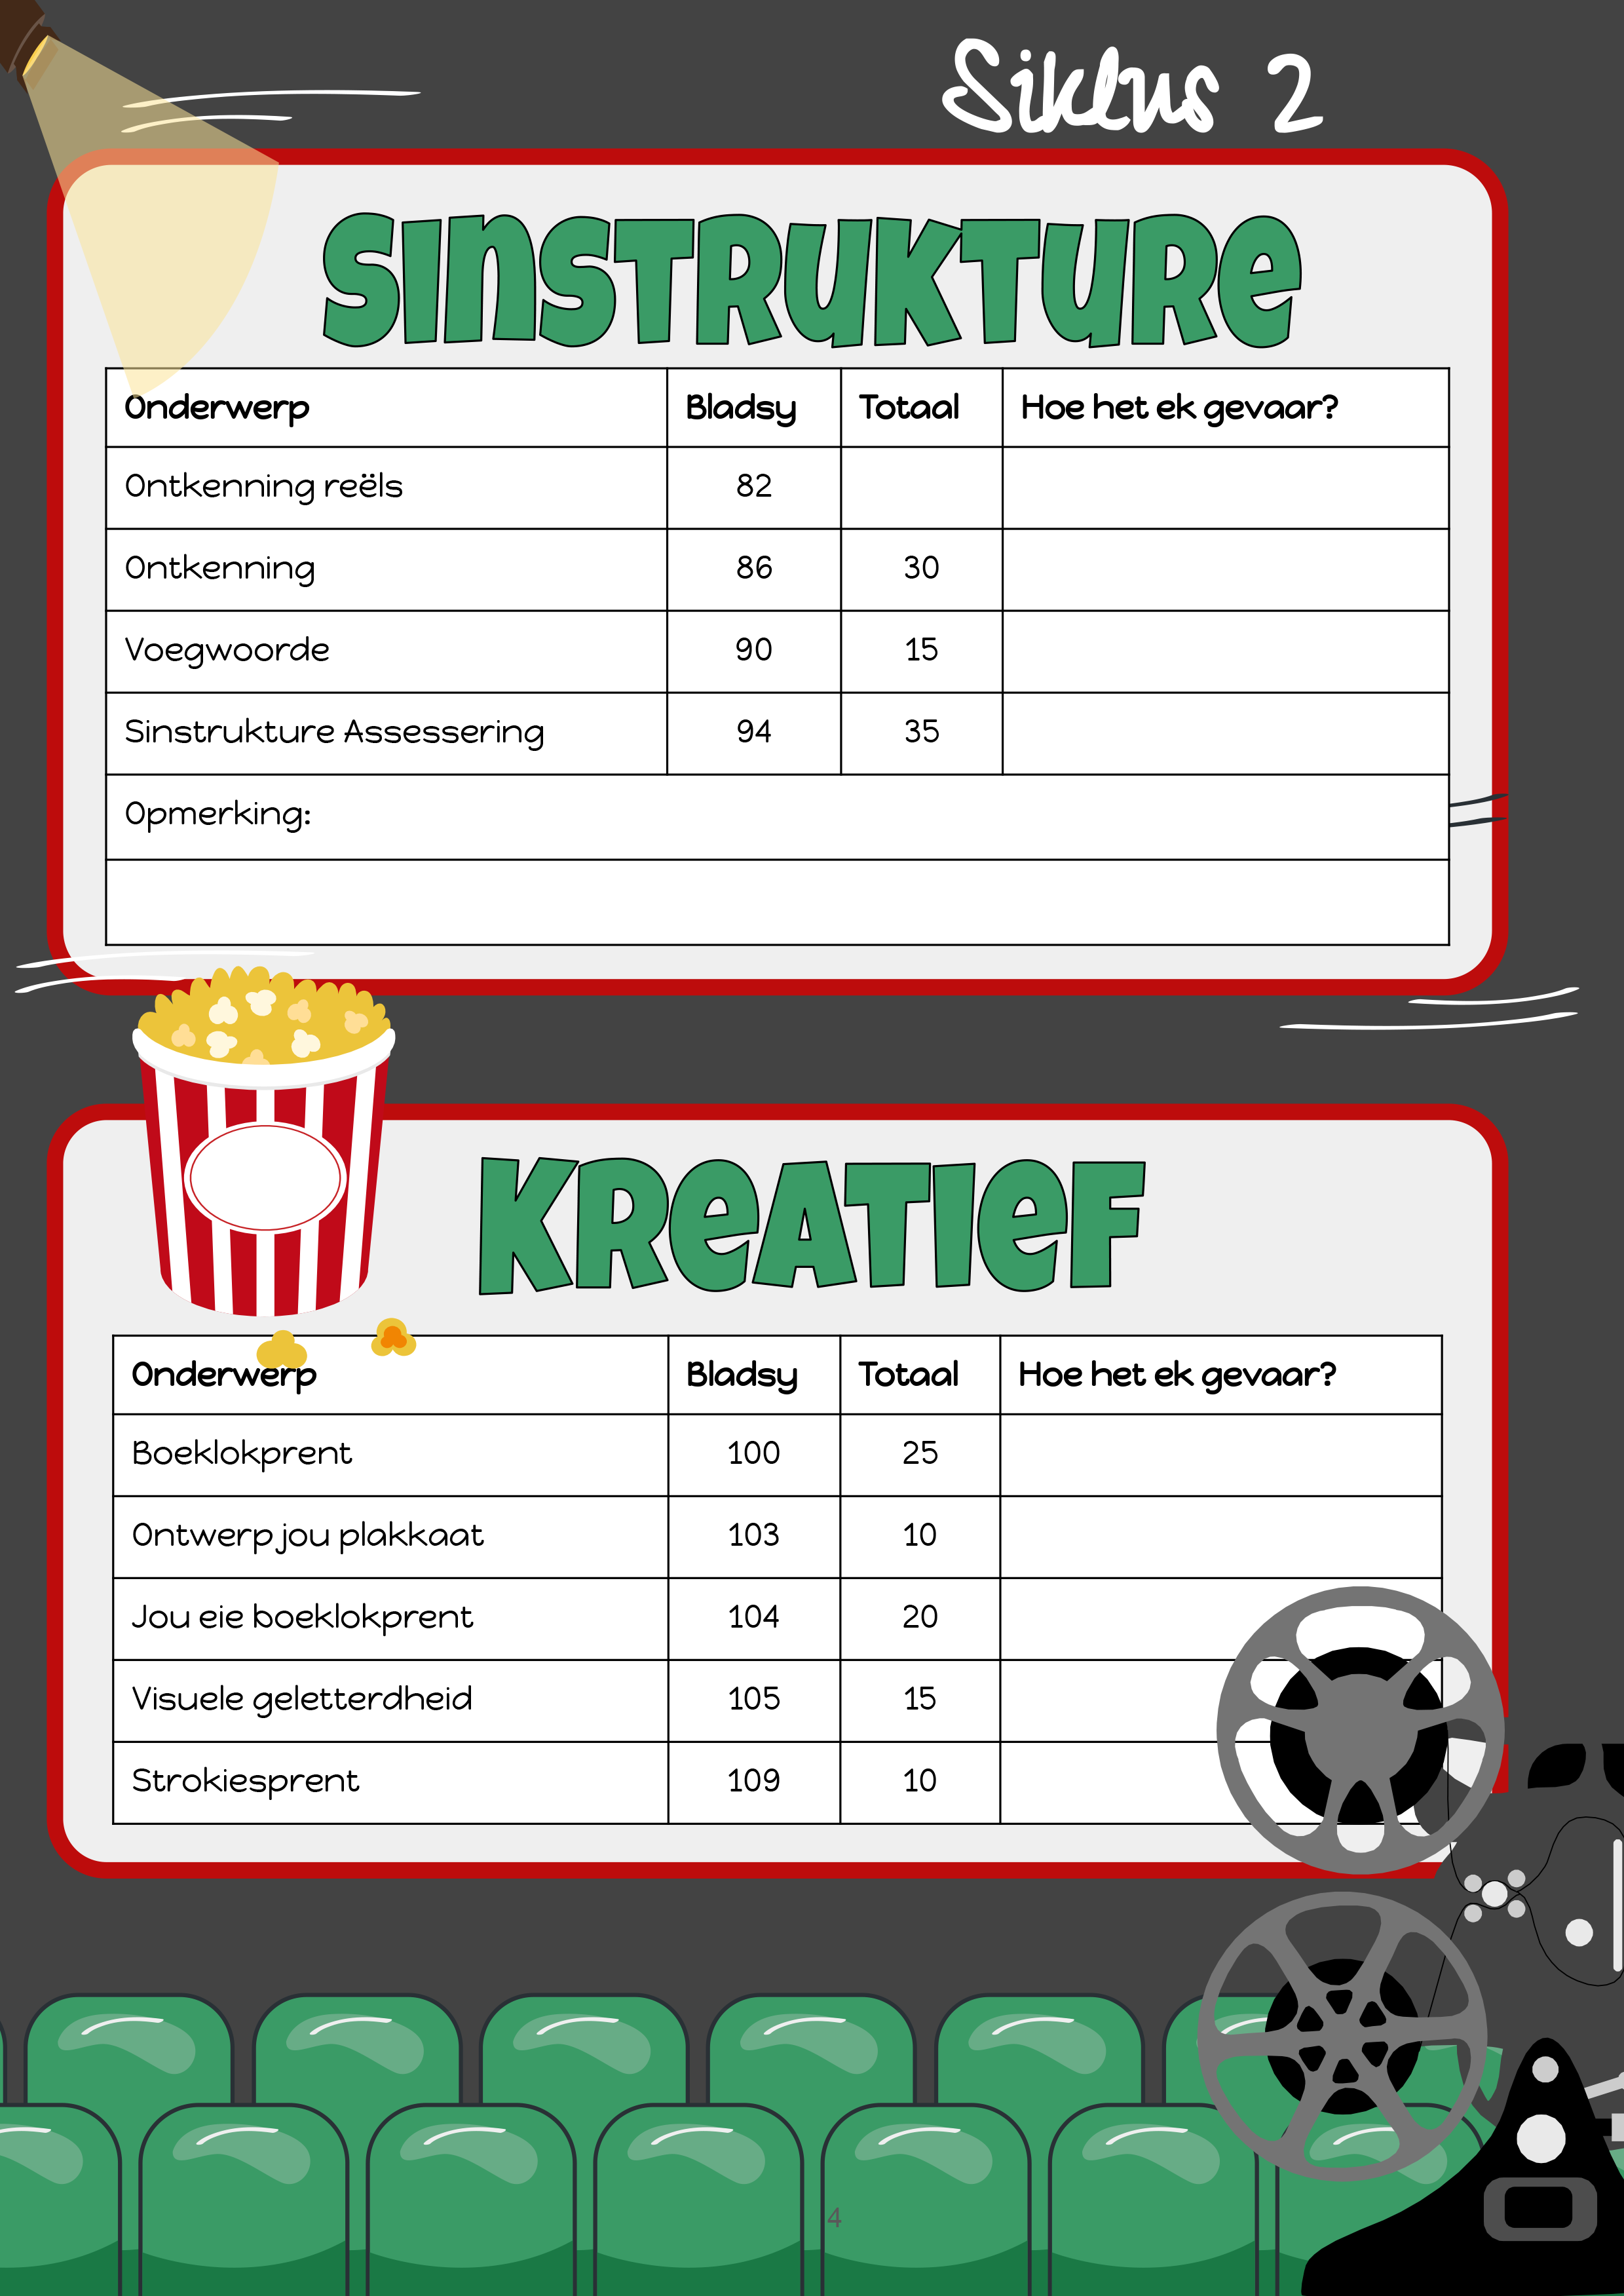 Siklus 2
SINSTRUKTURE
Onderwerp Bladsy Totaal Hoe het ek gevaar?
Ontkenning reëls 82
Ontkenning 86 30
Voegwoorde 90 15
Sinstrukture Assessering 94 35
Opmerking:
KREATIEF
Onderwerp Bladsy Totaal Hoe het ek gevaar?
Boeklokprent 100 25
Ontwerp jou plakkaat 103 10
Jou eie boeklokprent 104 20
Visuele geletterdheid 105 15
Strokiesprent 109 10
4